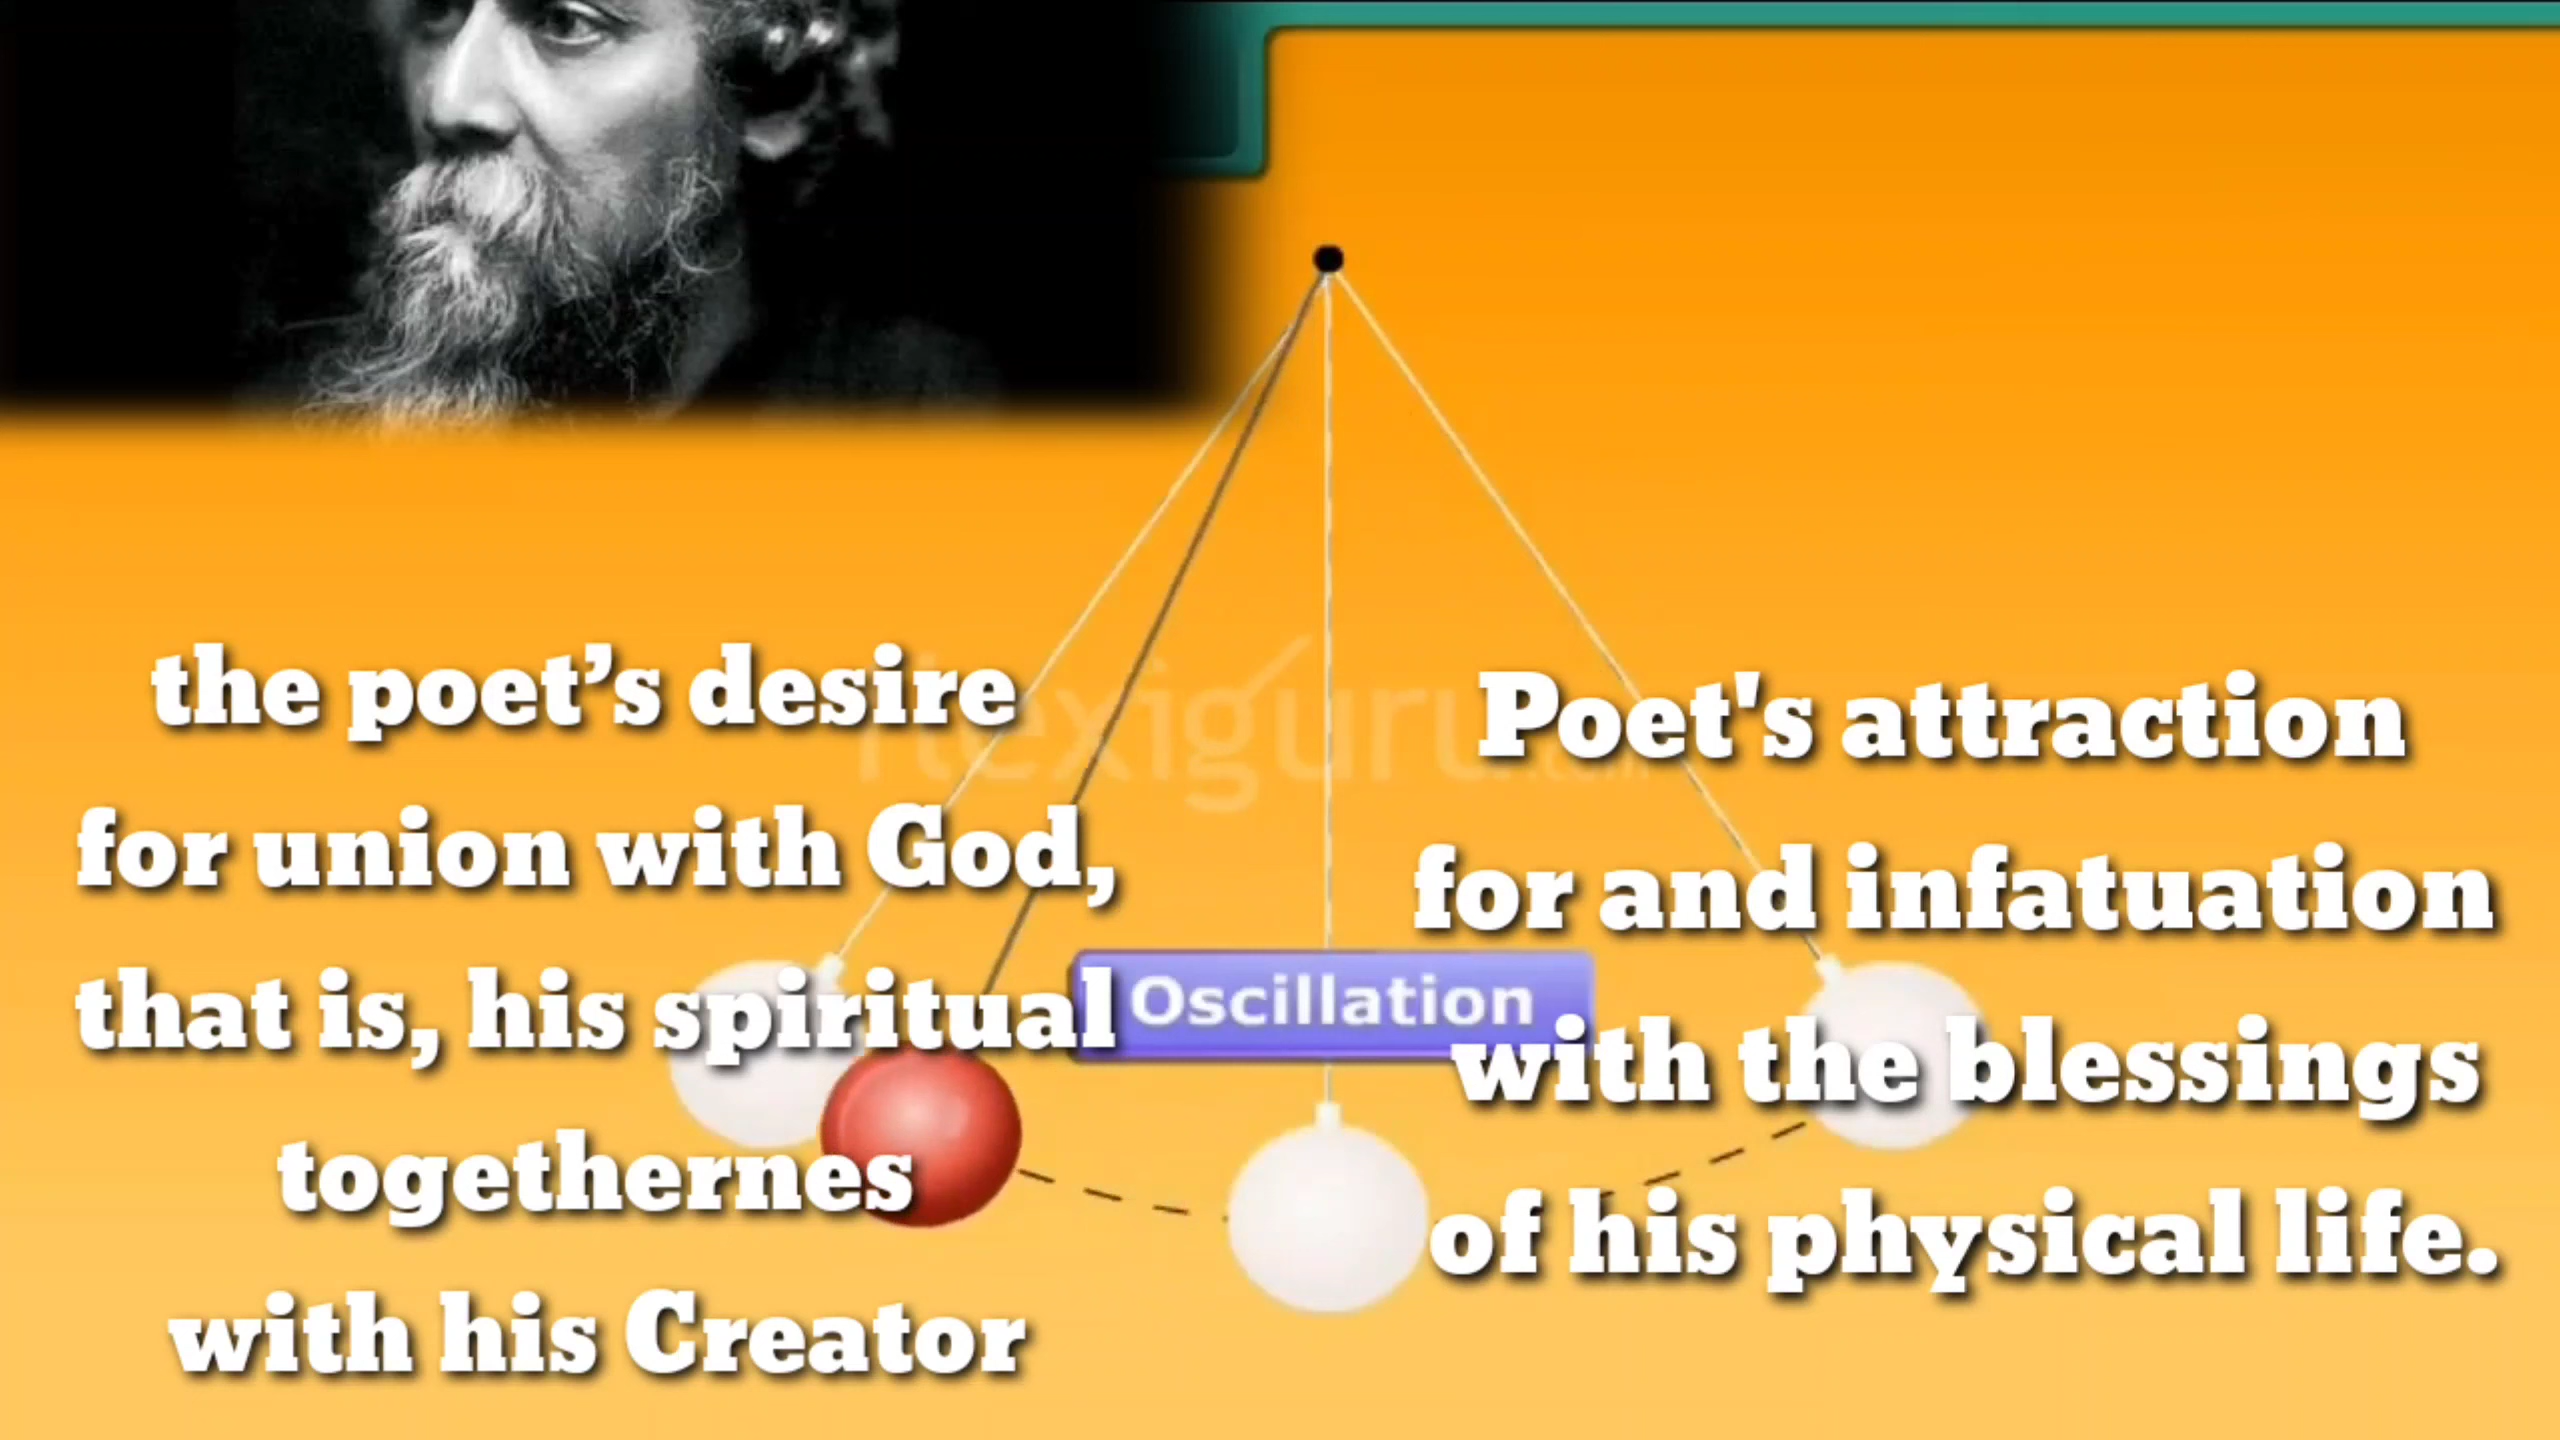 the poet’s desire
for union with God,
that is, his spiritual
togethernes
with his Creator
Oscillation
Poet's attraction
for and infatuation
with the blessings
of his physical life.